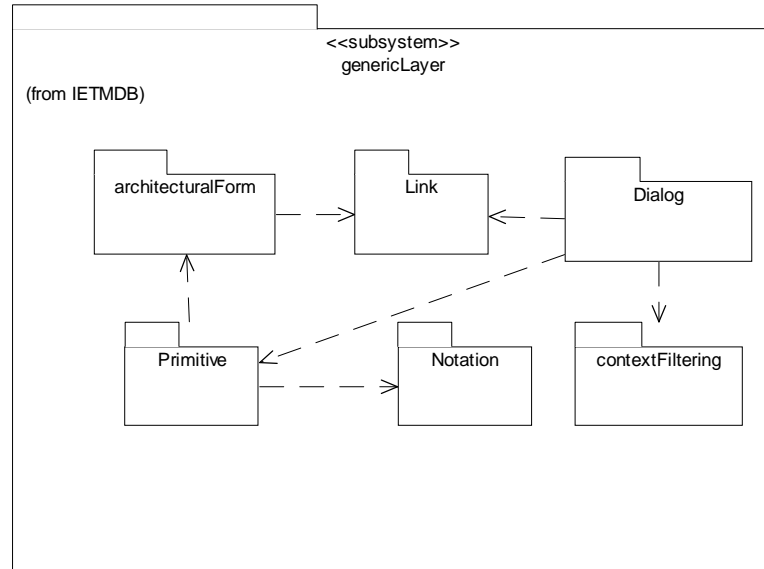 <<subsystem>>
genericLayer
(from IETMDB)
architecturalForm
Link
Dialog
Primitive
Notation
contextFiltering